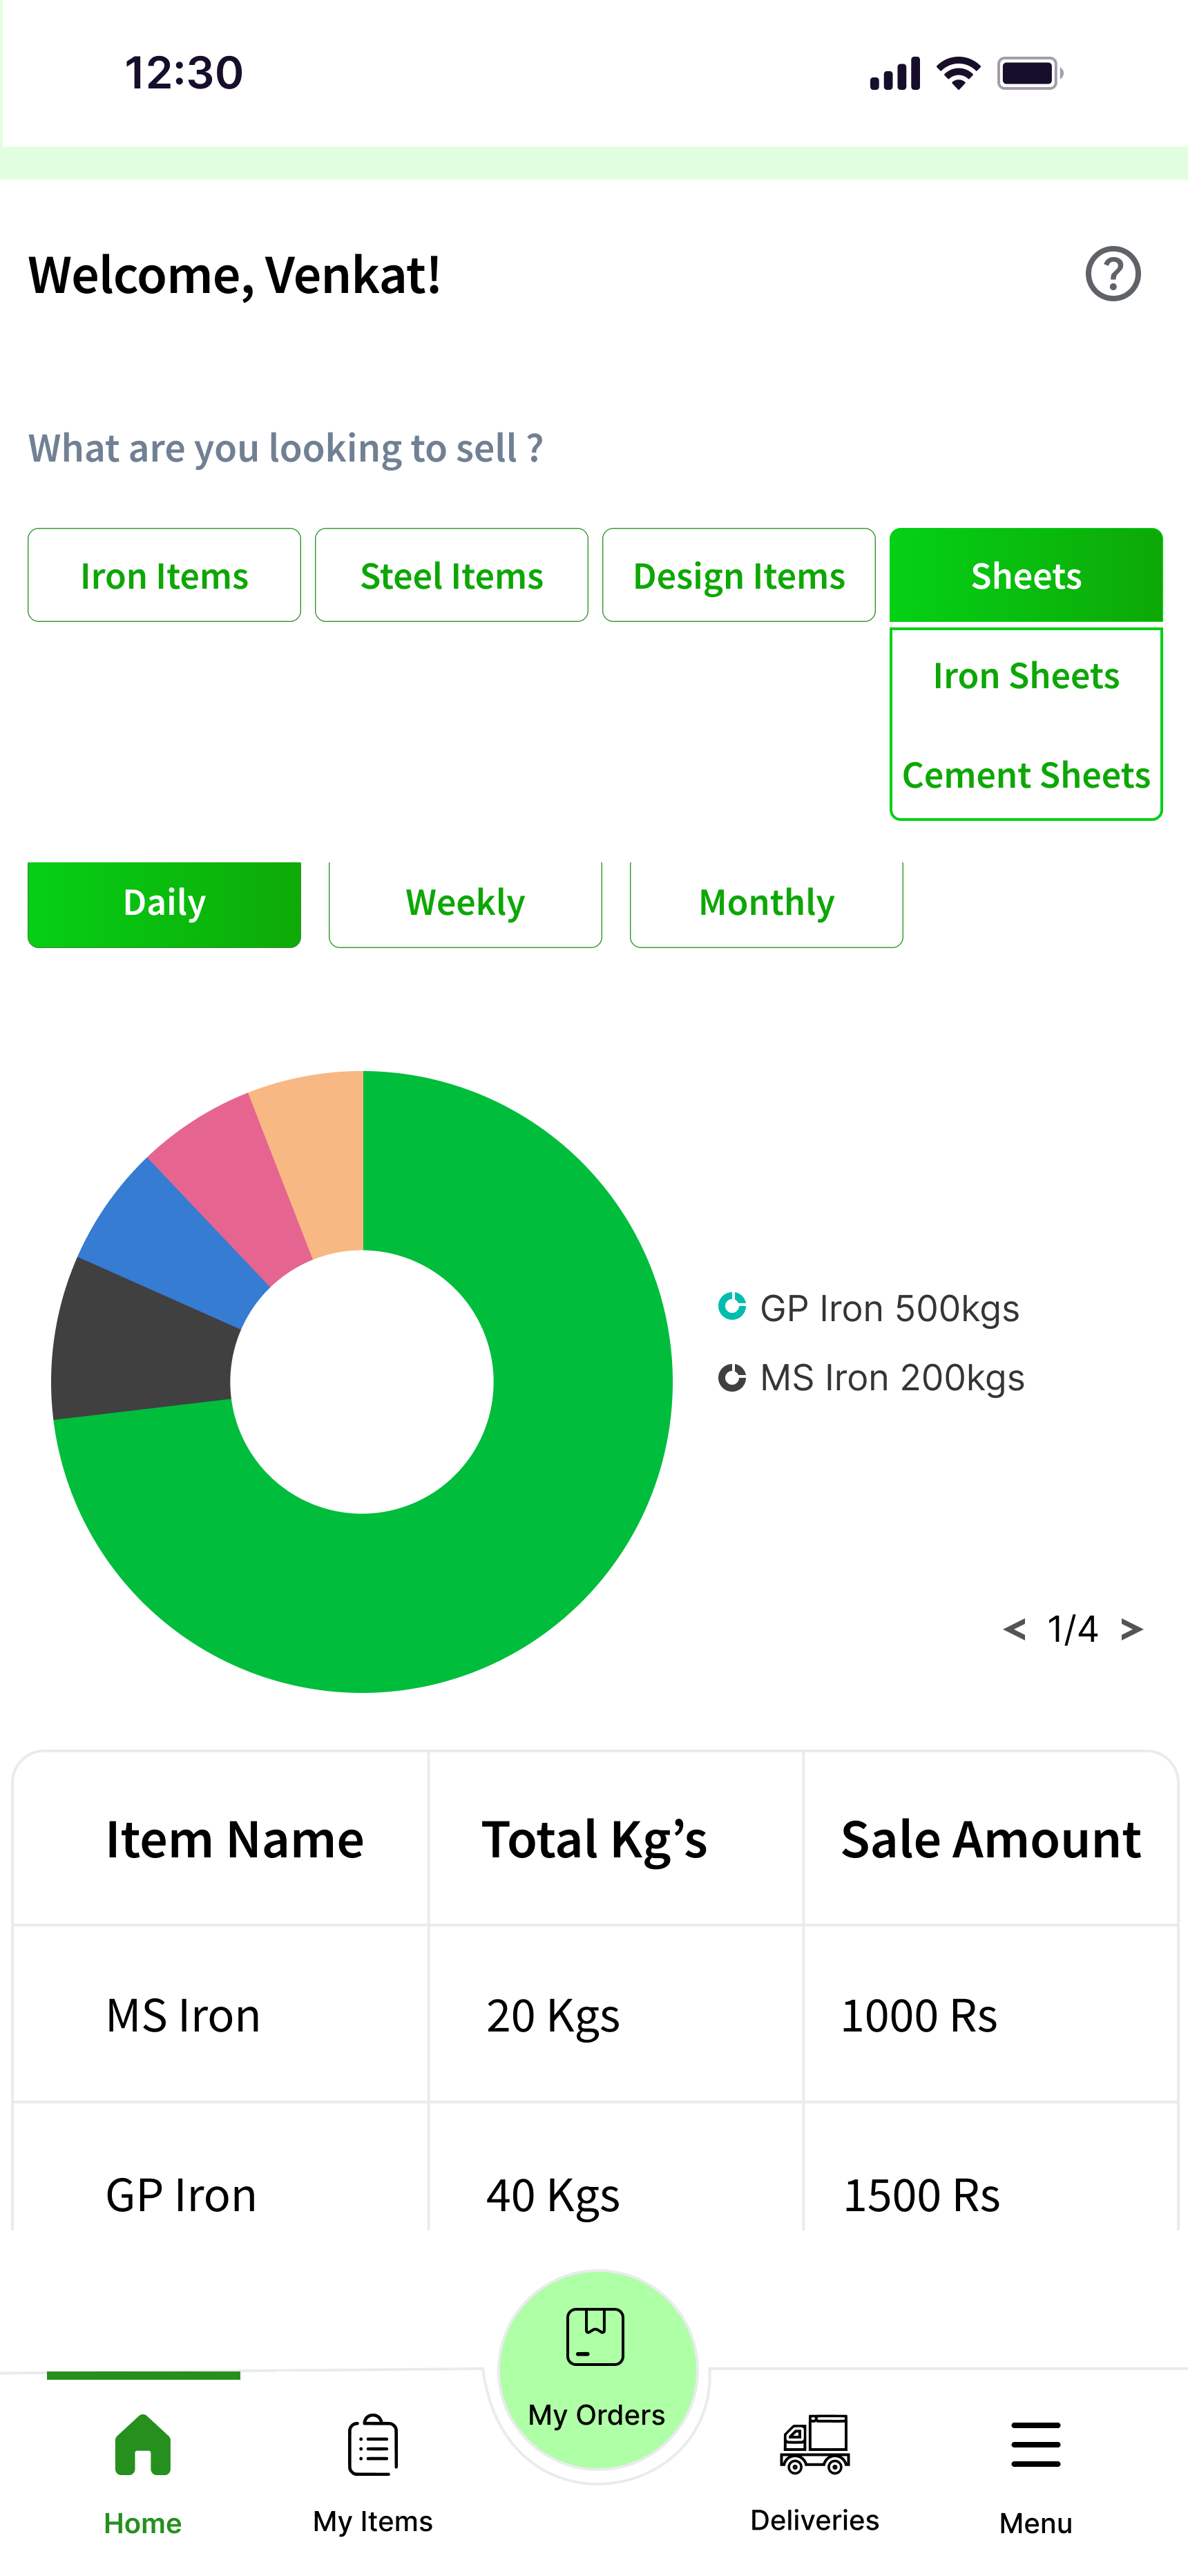 12:30
Welcome, Venkat!
What are you looking to sell ?
Iron Items Steel Items Design Items Sheets
Iron Sheets
Cement Sheets
Daily Weekly Monthly
GP Iron 500kgs
MS Iron 200kgs
< 1/4 >
Item Name Total Kg’s Sale Amount
MS Iron 20 Kgs 1000 Rs
GP Iron 40 Kgs 1500 Rs
My Orders
Home My Items Deliveries Menu